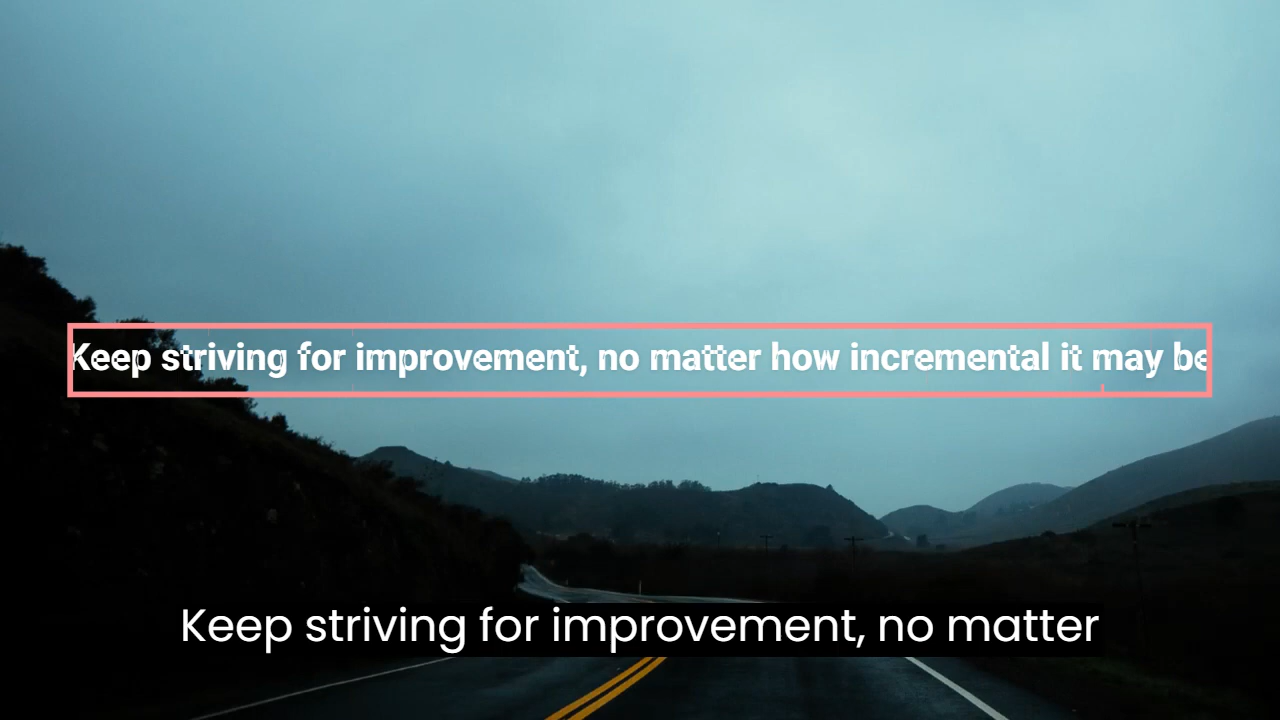 Keep striving for improvement, no matter how incremental it may be
Keep striving for improvement, no matter